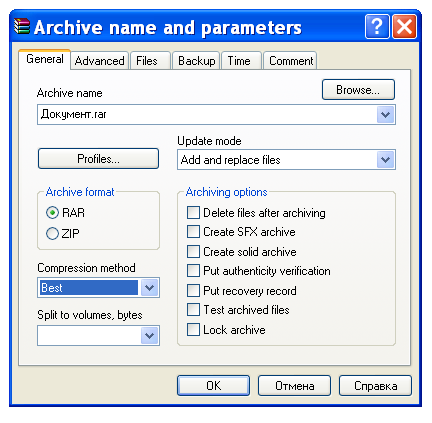 Archive name and parameters
General Advanced Files Backup Time Comment
Archive name
Browse...
Документ.rar
Update mode
Profiles...
Add and replace files
Archive format
Archiving options
RAR
ZIP
Delete files after archiving
Create SFX archive
Create solid archive
Put authenticity verification
Put recovery record
Test archived files
Lock archive
Compression method
Best
Split to volumes, bytes
OK Отмена Справка